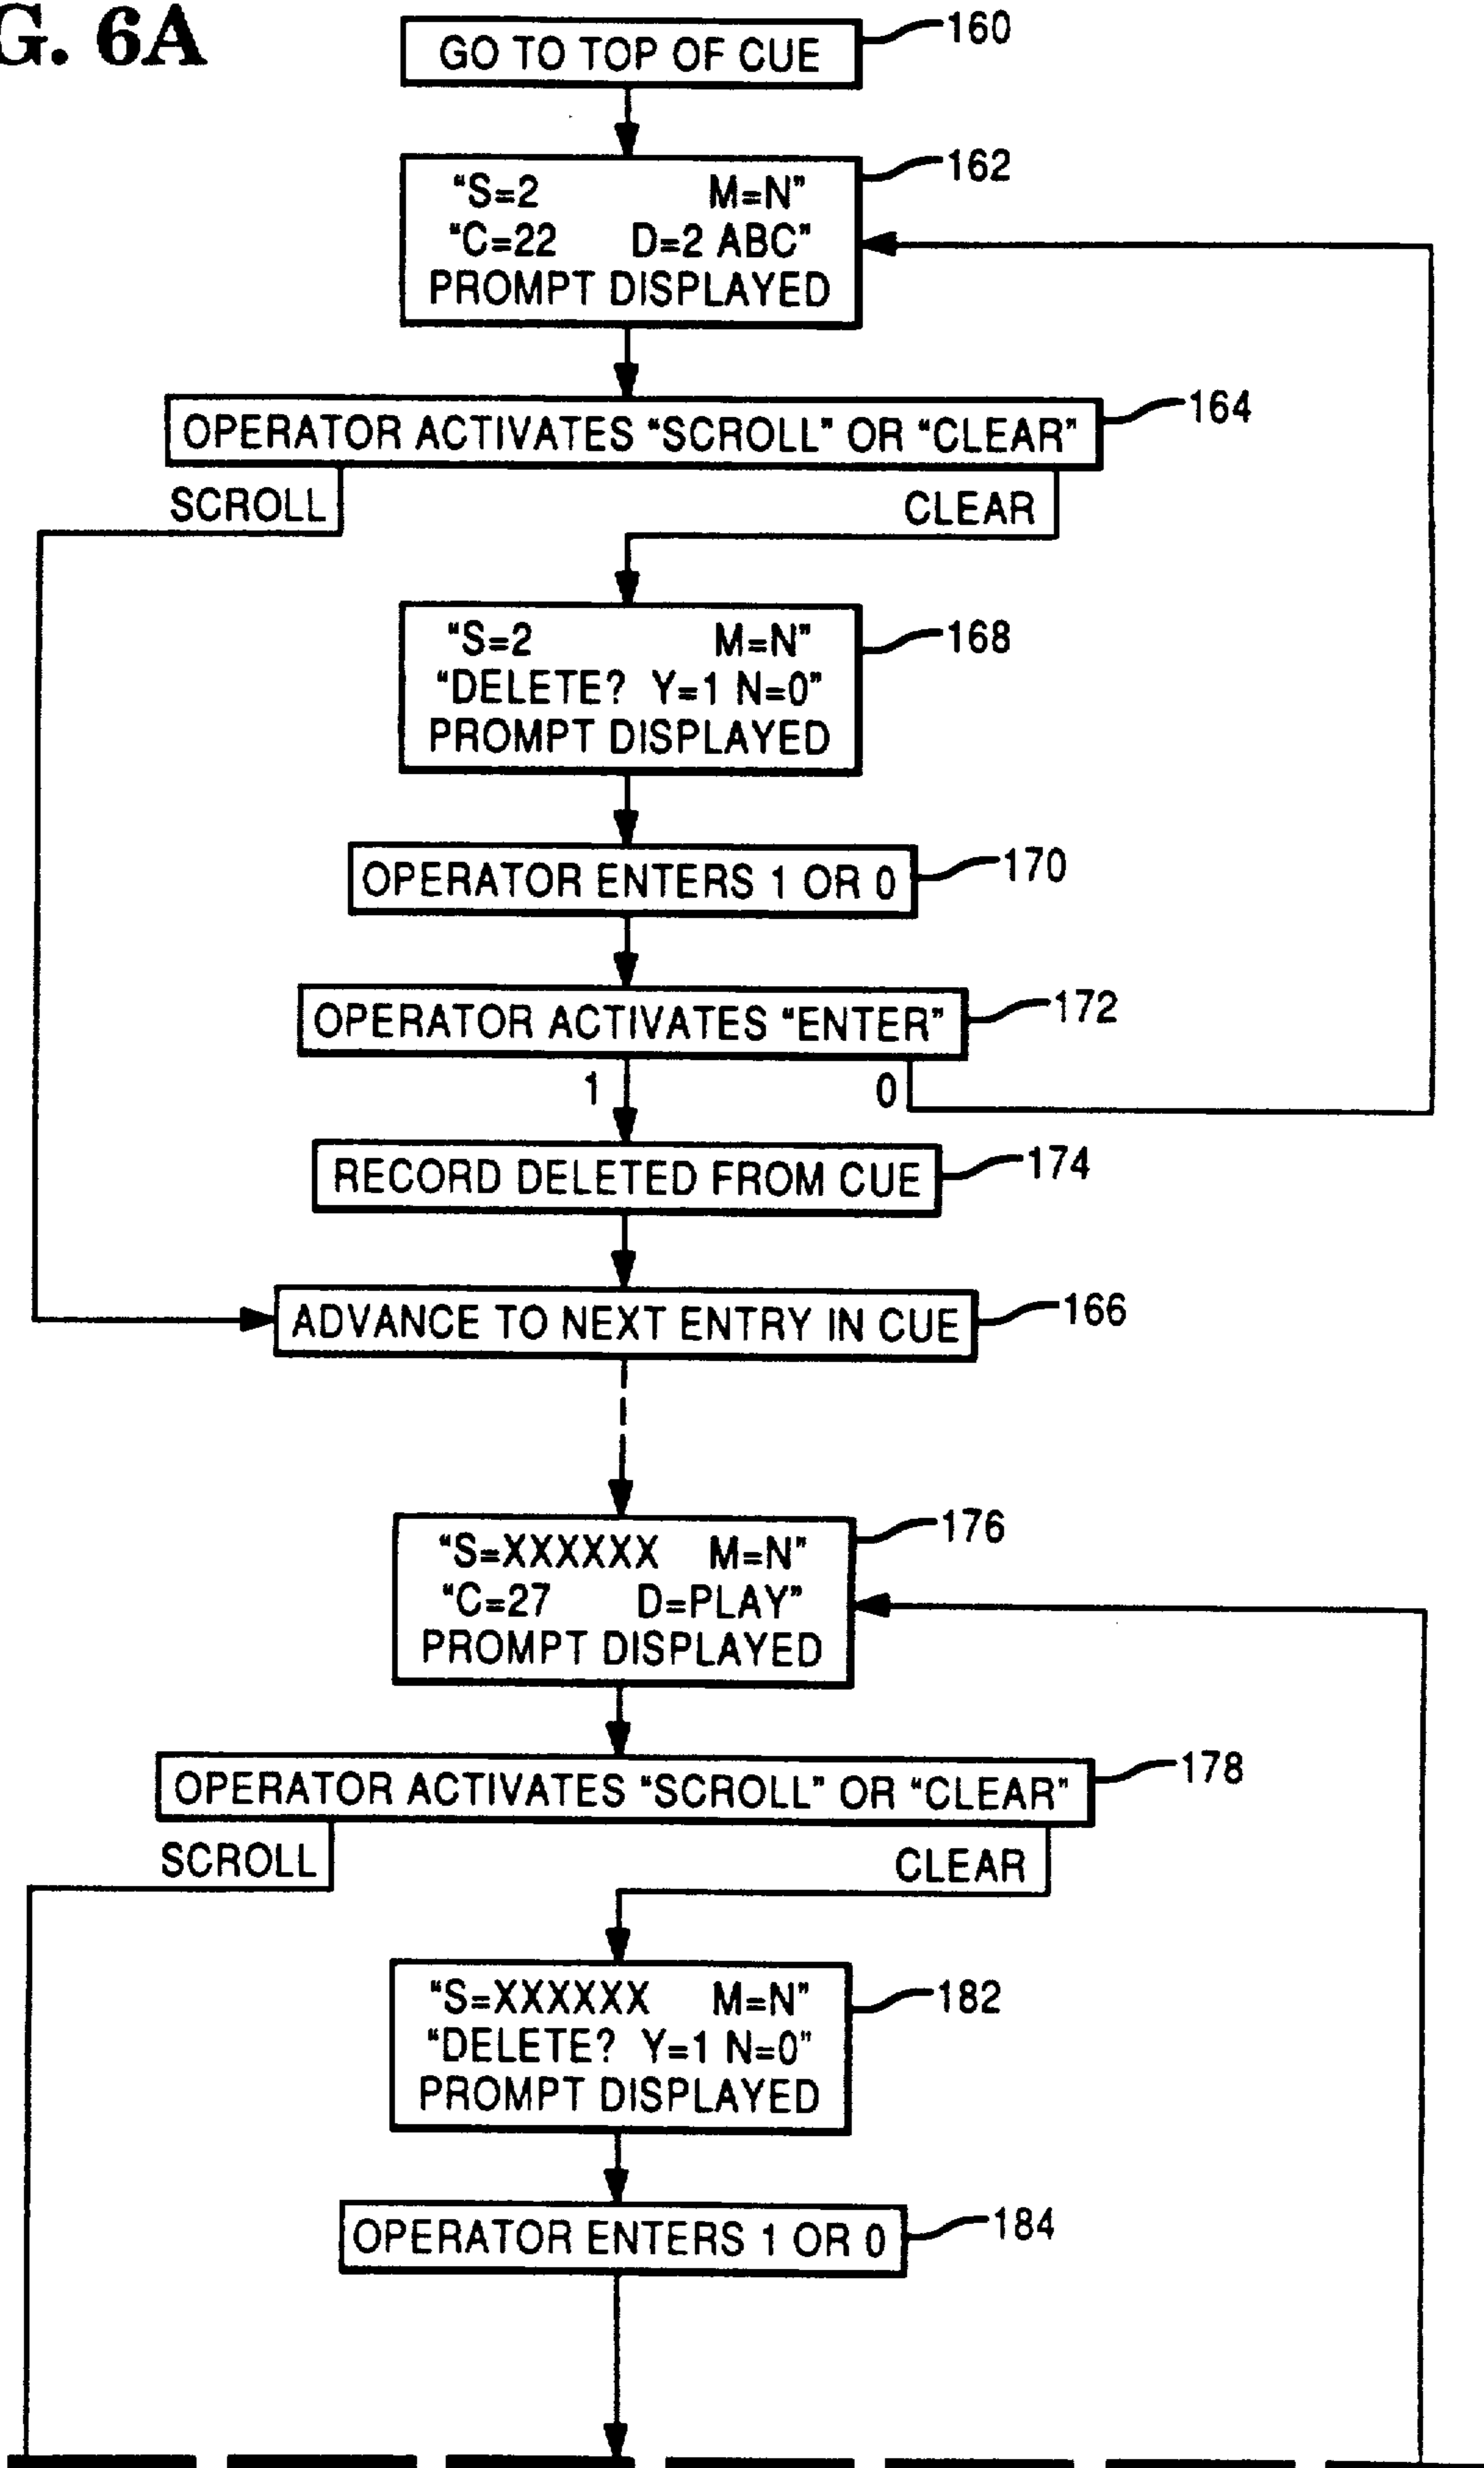 G. 6A
GO TO TOP OF CUE
160
"S=2 M=N"
"C=22 D=2 ABC"
PROMPT DISPLAYED
162
OPERATOR ACTIVATES "SCROLL" OR "CLEAR"
164
SCROLL
CLEAR
"S=2 M=N"
"DELETE? Y=1 N=0"
PROMPT DISPLAYED
168
OPERATOR ENTERS 1 OR 0
170
OPERATOR ACTIVATES "ENTER"
172
1
0
RECORD DELETED FROM CUE
174
ADVANCE TO NEXT ENTRY IN CUE
166
"S=XXXXXX M=N"
"C=27 D=PLAY"
PROMPT DISPLAYED
176
OPERATOR ACTIVATES "SCROLL" OR "CLEAR"
178
SCROLL
CLEAR
"S=XXXXXX M=N"
"DELETE? Y=1 N=0"
PROMPT DISPLAYED
182
OPERATOR ENTERS 1 OR 0
184